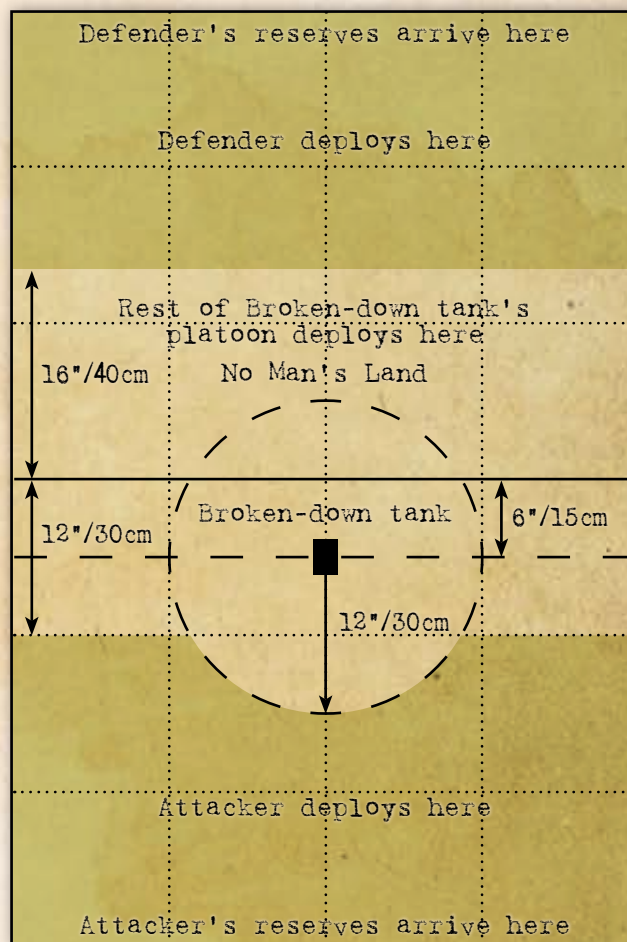 Defender's reserves arrive here
Defender deploys here
Rest of Broken-down tank's
platoon deploys here
16"/40cm
No Man's Land
12"/30cm
Broken-down tank
6"/15cm
12"/30cm
Attacker deploys here
Attacker's reserves arrive here